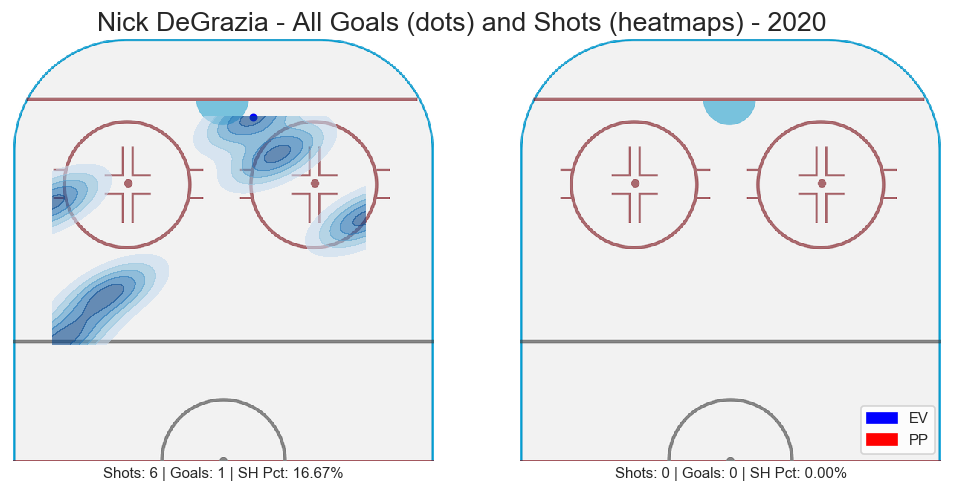 Nick DeGrazia - All Goals (dots) and Shots (heatmaps) - 2020
EV
PP
Shots: 6 | Goals: 1 | SH Pct: 16.67%
Shots: 0 | Goals: 0 | SH Pct: 0.00%